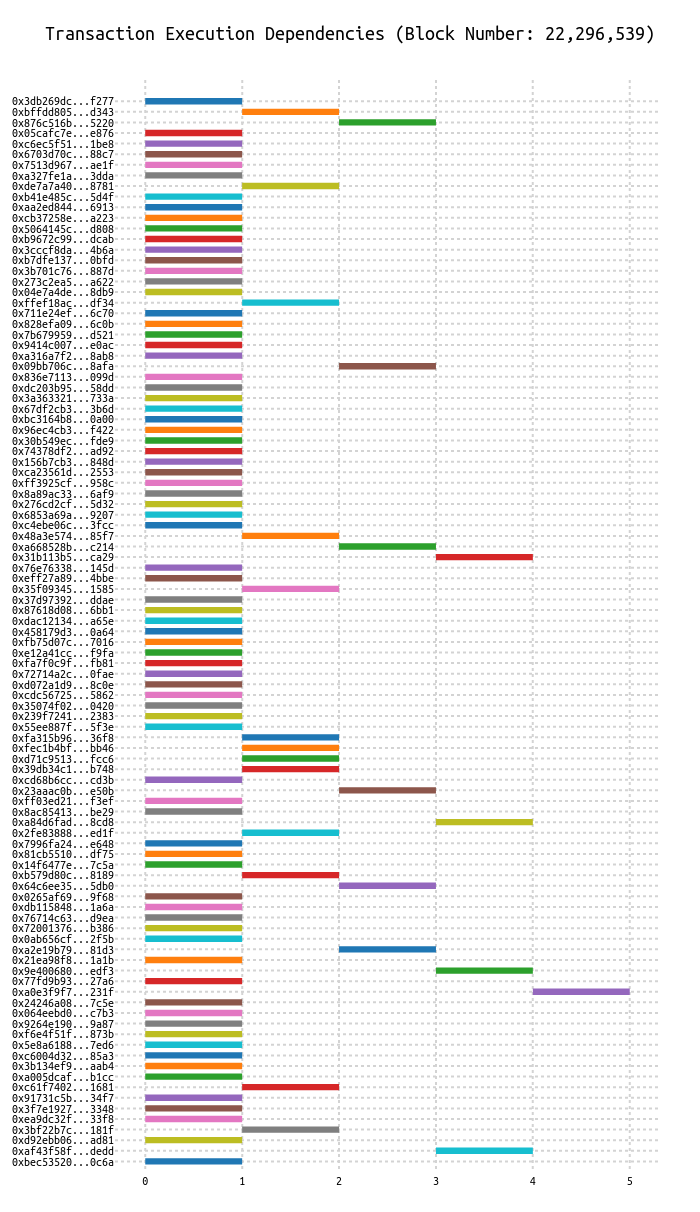 Transaction Execution Dependencies (Block Number: 22,296,539)
0x3db269dc...f277
0xbffdd805...d343
0x876c516b...5220
0x05cafc7e...e876
0xc6ec5f51...1be8
0x6703d70c...88c7
0x7513d967...ae1f
0xa327fe1a...3dda
0xde7a7a40...8781
0xb41e485c...5d4f
0xaa2ed844...6913
0xcb37258e...a223
0x5064145c...d808
0xb9672c99...dcab
0x3cccf8da...4b6a
0xb7dfe137...0bfd
0x3b701c76...887d
0x273c2ea5...a622
0x04e7a4de...8db9
0xffef18ac...df34
0x711e24ef...6c70
0x828efa09...6c0b
0x7b679959...d521
0x9414c007...e0ac
0xa316a7f2...8ab8
0x09bb706c...8afa
0x836e7113...099d
0xdc203b95...58dd
0x3a363321...733a
0x67df2cb3...3b6d
0xbc3164b8...0a00
0x96ec4cb3...f422
0x30b549ec...fde9
0x74378df2...ad92
0x156b7cb3...848d
0xca23561d...2553
0xff3925cf...958c
0x8a89ac33...6af9
0x276cd2cf...5d32
0x6853a69a...9207
0xc4ebe06c...3fcc
0x48a3e574...85f7
0xa668528b...c214
0x31b113b5...ca29
0x76e76338...145d
0xeff27a89...4bbe
0x35f09345...1585
0x37d97392...ddae
0x87618d08...6bb1
0xdac12134...a65e
0x458179d3...0a64
0xfb75d07c...7016
0xe12a41cc...f9fa
0xfa7f0c9f...fb81
0x72714a2c...0fae
0xd072a1d9...8c0e
0xcdc56725...5862
0x35074f02...0420
0x239f7241...2383
0x55ee887f...5f3e
0xfa315b96...36f8
0xfec1b4bf...bb46
0xd71c9513...fcc6
0x39db34c1...b748
0xcd68b6cc...cd3b
0x23aaac0b...e50b
0xff03ed21...f3ef
0x8ac85413...be29
0xa84d6fad...8cd8
0x2fe83888...ed1f
0x7996fa24...e648
0x81cb5510...df75
0x14f6477e...7c5a
0xb579d80c...8189
0x64c6ee35...5db0
0x0265af69...9f68
0xdb115848...1a6a
0x76714c63...d9ea
0x72001376...b386
0x0ab656cf...2f5b
0xa2e19b79...81d3
0x21ea98f8...1a1b
0x9e400680...edf3
0x77fd9b93...27a6
0xa0e3f9f7...231f
0x24246a08...7c5e
0x064eebd0...c7b3
0x9264e190...9a87
0xf6e4f51f...873b
0x5e8a6188...7ed6
0xc6004d32...85a3
0x3b134ef9...aab4
0xa005dcaf...b1cc
0xc61f7402...1681
0x91731c5b...34f7
0x3f7e1927...3348
0xea9dc32f...33f8
0x3bf22b7c...181f
0xd92ebb06...ad81
0xaf43f58f...dedd
0xbec53520...0c6a
0 1 2 3 4 5